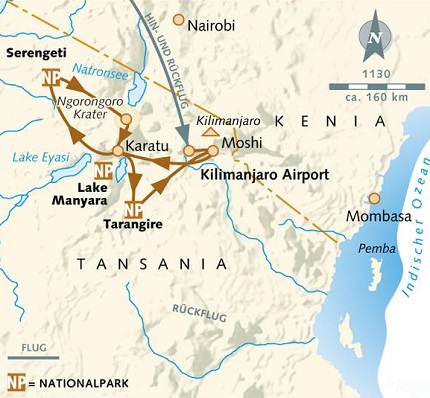 HIN- UND RÜCKFLUG
Nairobi
N
1130
ca. 160 km
Serengeti
NP
Natronsee
Ngorongoro
Krater
Kilimanjaro
KENIA
Karatu
Moshi
Lake Eyasi
NP
Kilimanjaro Airport
Lake
Manyara
NP
Tarangire
Mombasa
Indischer Ozean
Pemba
TANSANIA
RÜCKFLUG
FLUG
NP = NATIONALPARK